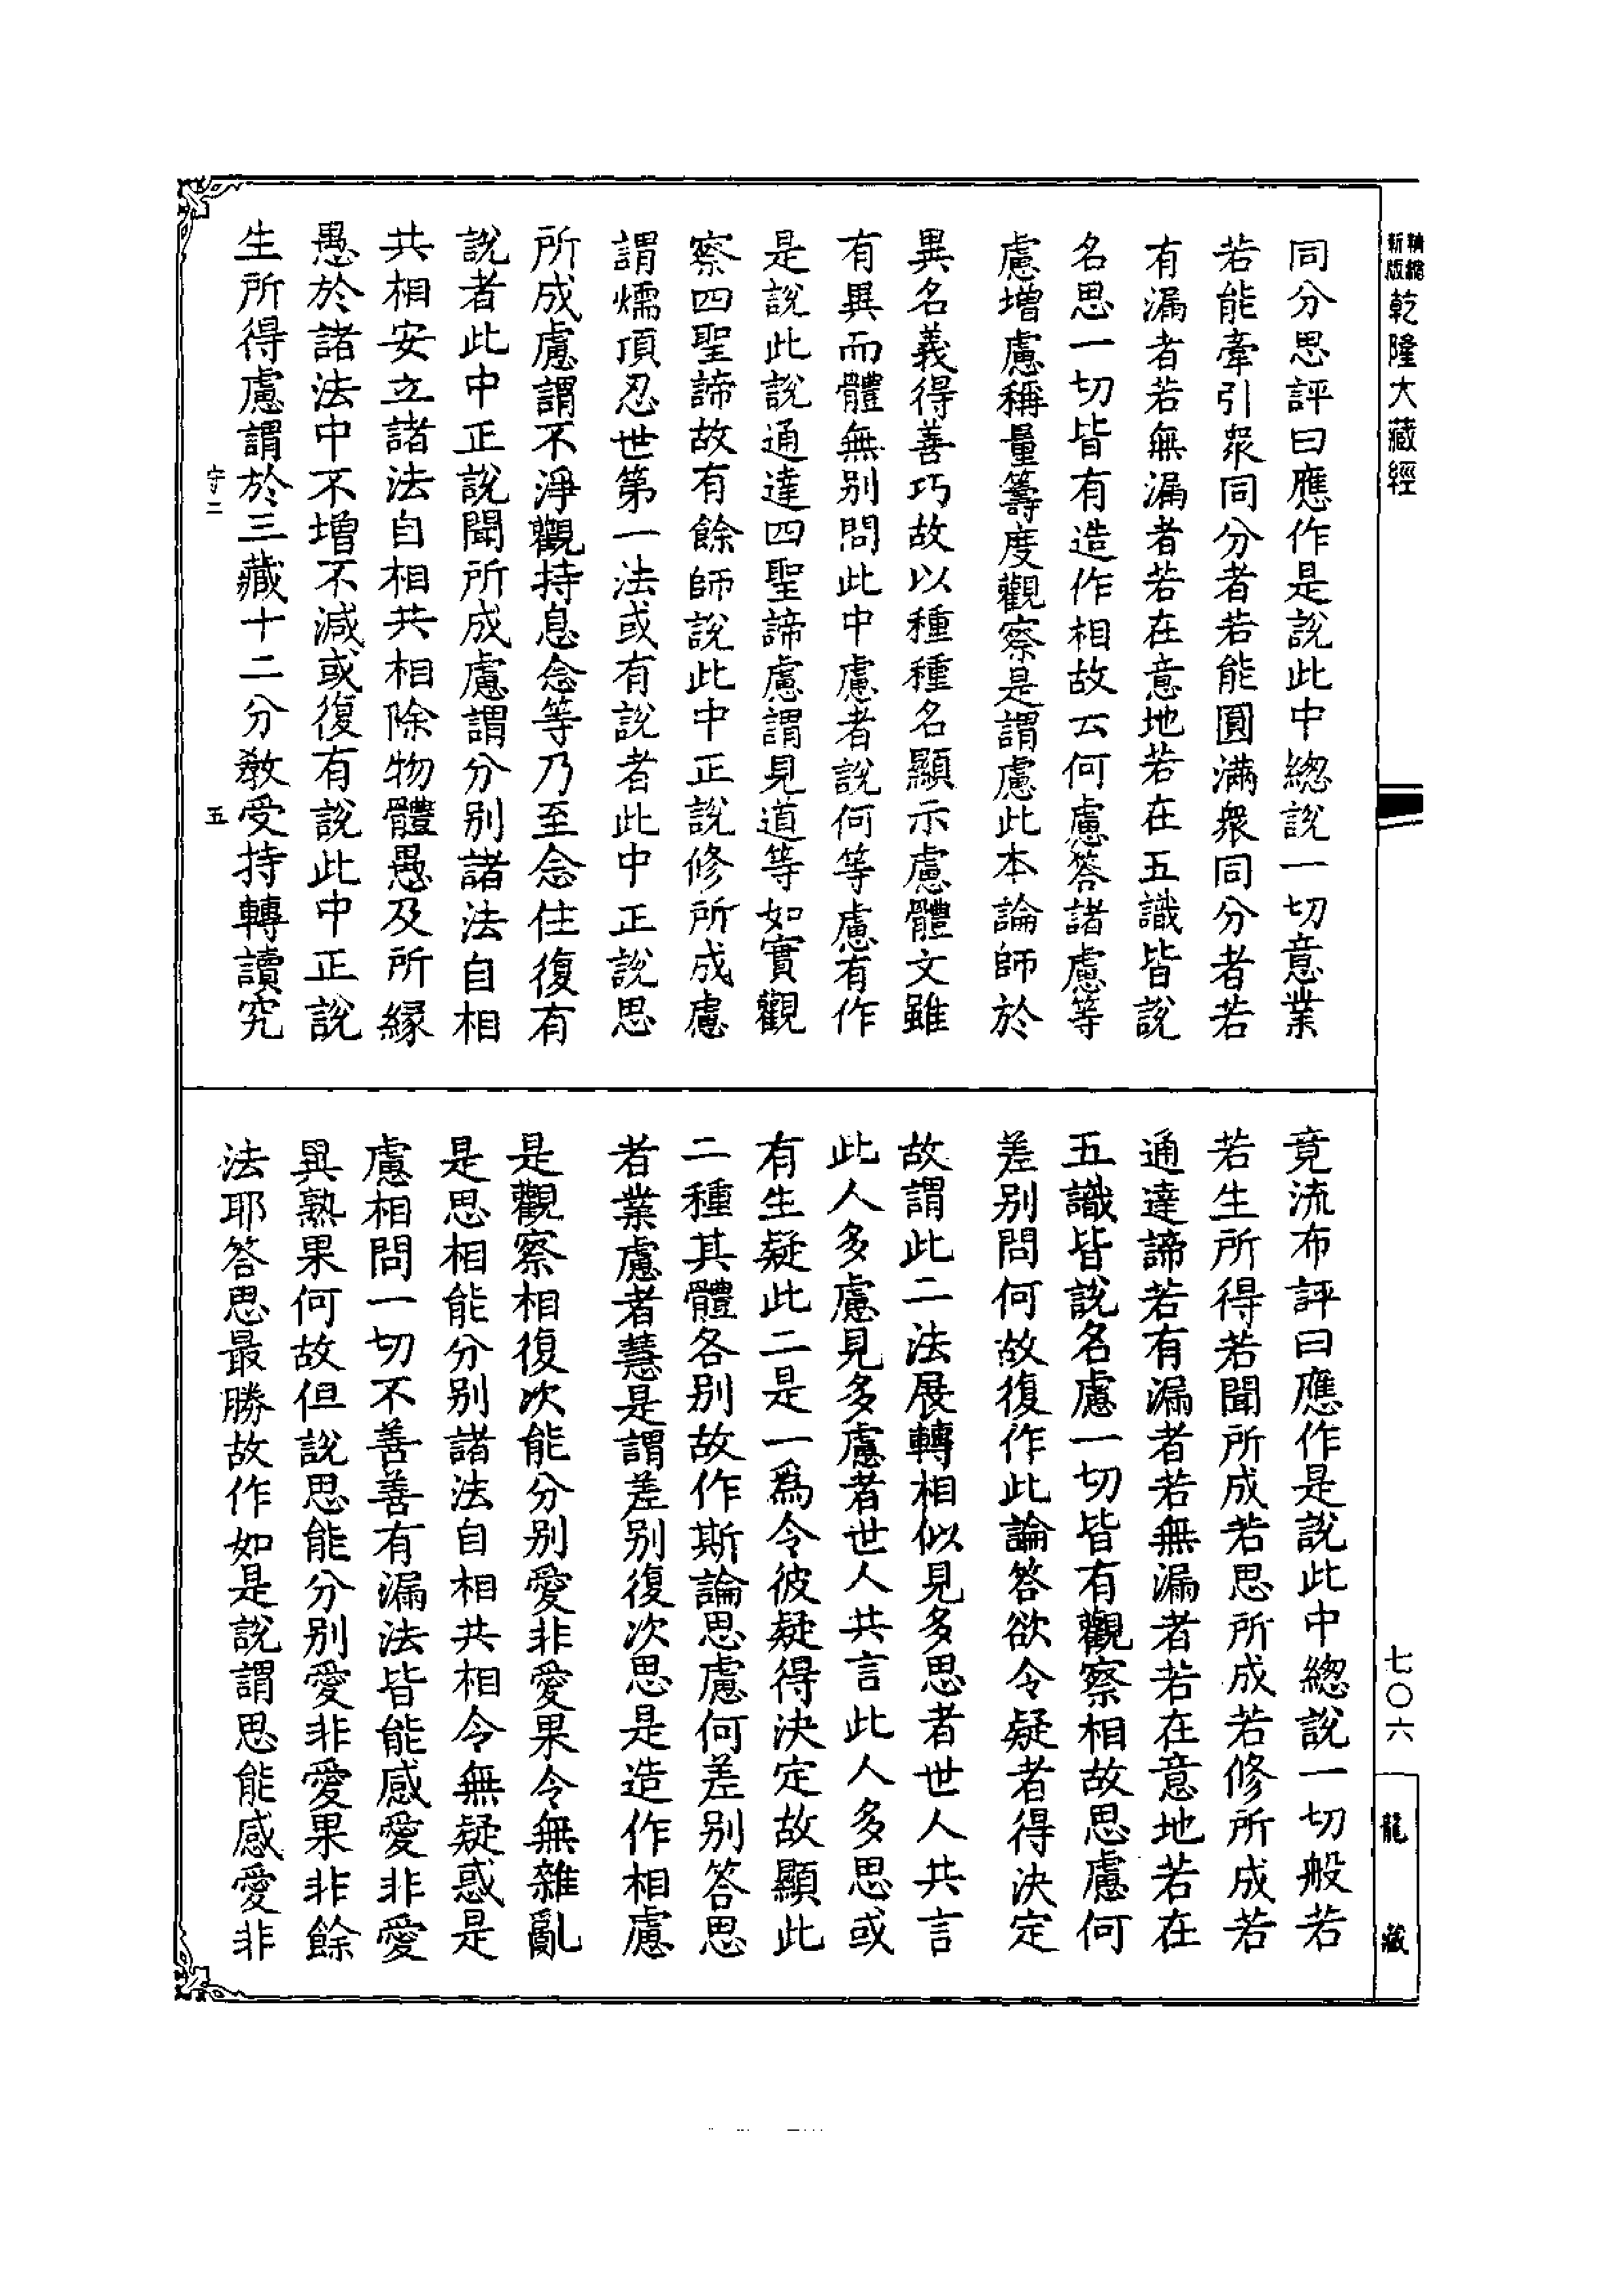 精縮
新版
乾隆大藏經
同分思評曰應作是說此中總說一切意業
若能牽引衆同分者若能圓滿衆同分者若
有漏者若無漏者若在意地若在五識皆說
名思一切皆有造作相故云何慮答諸慮等
慮增慮稱量籌度觀察是謂慮此本論師於
異名義得善巧故以種種名顯示慮體文雖
有異而體無别問此中慮者說何等慮有作
是說此說通達四聖諦慮謂見道等如實觀
察四聖諦故有餘師說此中正說修所成慮
謂煗頂忍世第一法或有說者此中正說思
所成慮謂不淨觀持息念等乃至念住復有
說者此中正說聞所成慮謂分别諸法自相
共相安立諸法自相共相除物體愚及所緣
愚於諸法中不增不減或復有說此中正說
生所得慮謂於三藏十二分教受持轉讀究
守二
五
竟流布評曰應作是說此中總說一切般若
若生所得若聞所成若思所成若修所成若
通達諦若有漏者若無漏者若在意地若在
五識皆說名慮一切皆有觀察相故思慮何
差别問何故復作此論答欲令疑者得決定
故謂此二法展轉相似見多思者世人共言
此人多慮見多慮者世人共言此人多思或
有生疑此二是一爲令彼疑得決定故顯此
二種其體各别故作斯論思慮何差别答思
者業慮者慧是謂差别復次思是造作相慮
是觀察相復次能分别愛非愛果令無雜亂
是思相能分别諸法自相共相令無疑惑是
慮相問一切不善善有漏法皆能感愛非愛
異熟果何故但說思能分别愛非愛果非餘
法耶答思最勝故作如是說謂思能感愛非
七〇六
龍藏